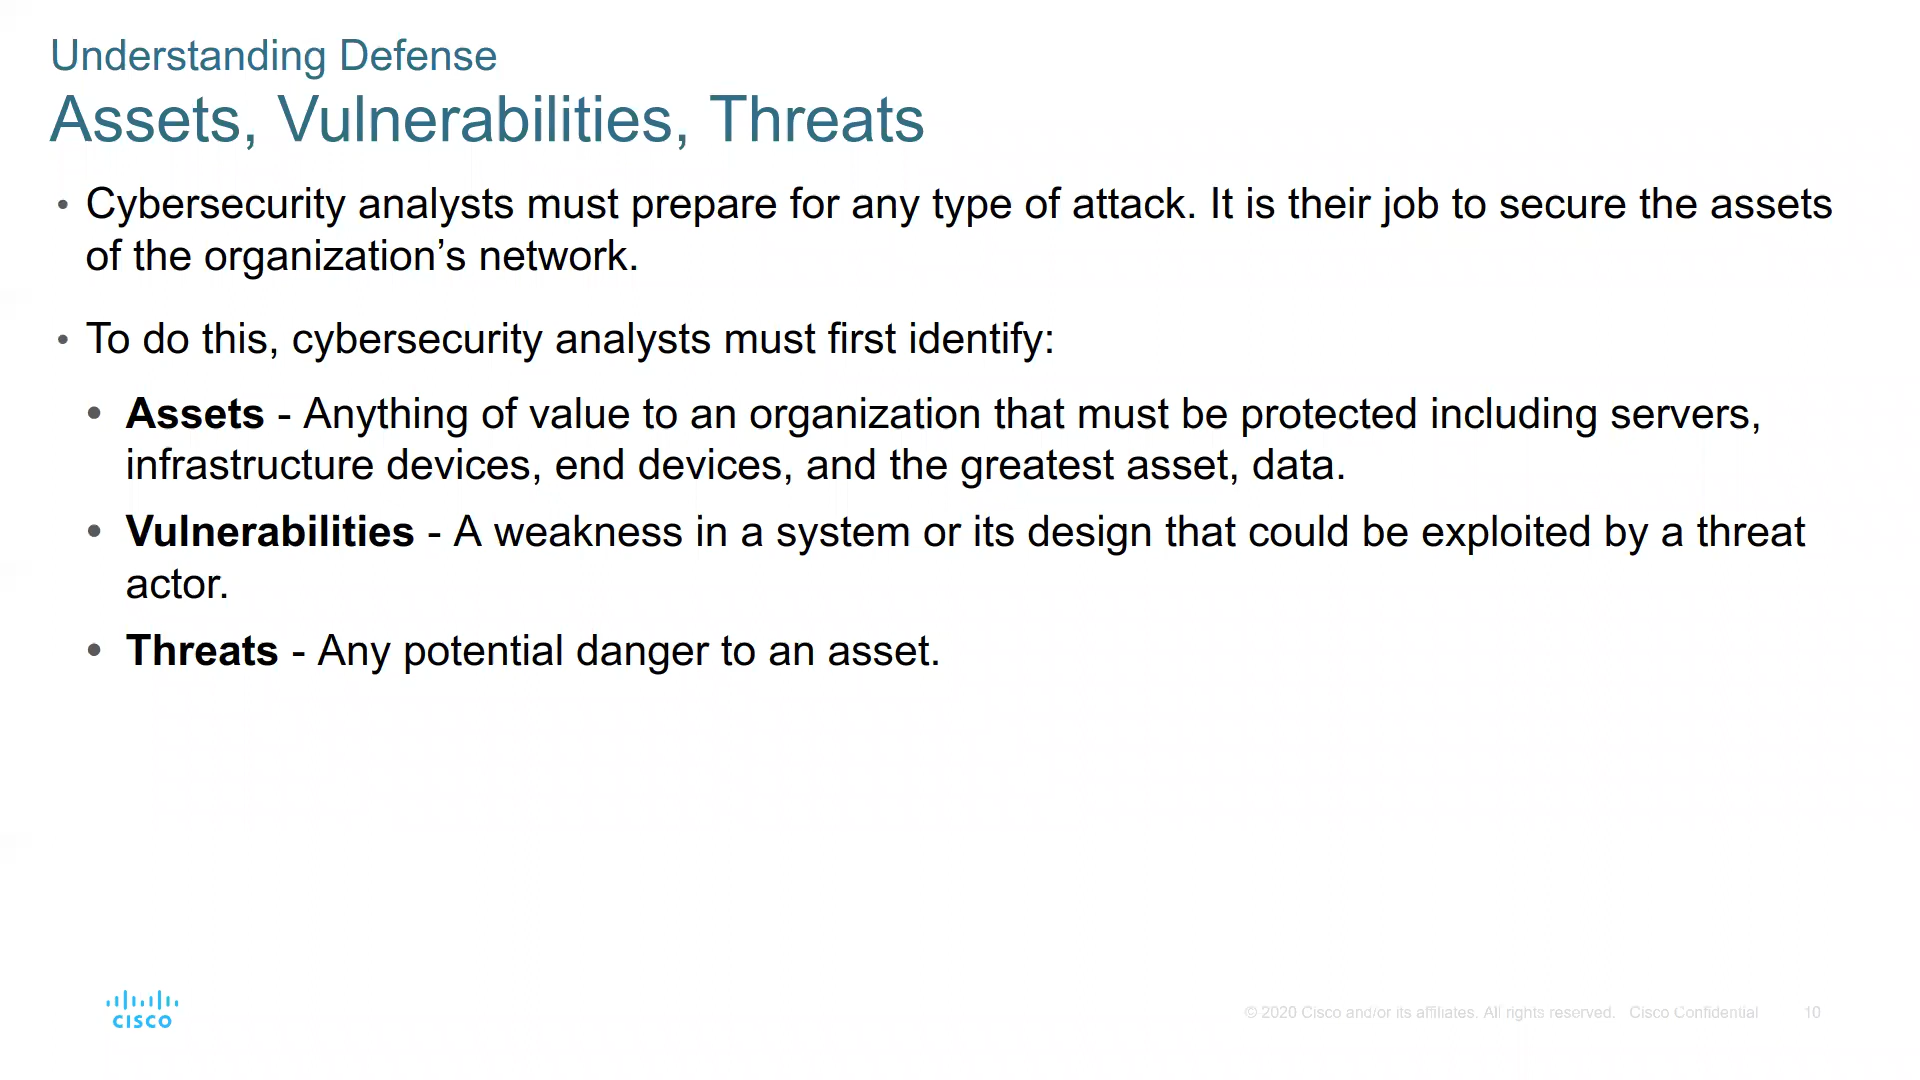 Understanding Defense
Assets, Vulnerabilities, Threats
• Cybersecurity analysts must prepare for any type of attack. It is their job to secure the assets
of the organization’s network.
• To do this, cybersecurity analysts must first identify:
• Assets - Anything of value to an organization that must be protected including servers,
infrastructure devices, end devices, and the greatest asset, data.
• Vulnerabilities - A weakness in a system or its design that could be exploited by a threat
actor.
• Threats - Any potential danger to an asset.
CISCO
© 2020 Cisco and/or its affiliates. All rights reserved. Cisco Confidential 10